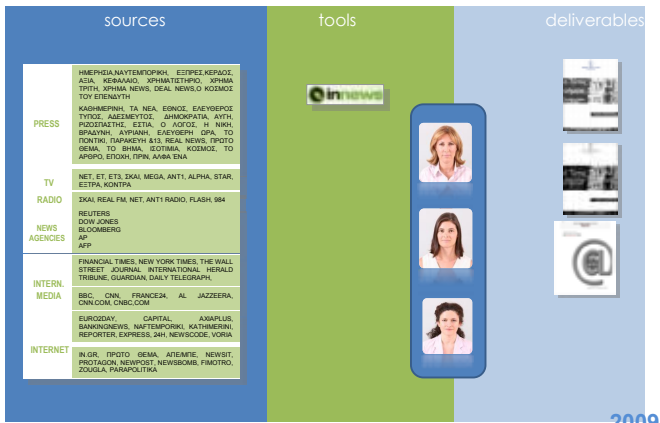 sources
tools
deliverables
PRESS
ΗΜΕΡΗΣΙΑ,ΝΑΥΤΕΜΠΟΡΙΚΗ, ΕΞΠΡΕΣ,ΚΕΡΔΟΣ,
ΑΞΙΑ, ΚΕΦΑΛΑΙΟ, ΧΡΗΜΑΤΙΣΤΗΡΙΟ, ΧΡΗΜΑ
ΤΡΙΤΗ, ΧΡΗΜΑ NEWS, DEAL NEWS,Ο ΚΟΣΜΟΣ
ΤΟΥ ΕΠΕΝΔΥΤΗ
ΚΑΘΗΜΕΡΙΝΗ, ΤΑ ΝΕΑ, ΕΘΝΟΣ, ΕΛΕΥΘΕΡΟΣ
ΤΥΠΟΣ, ΑΔΕΣΜΕΥΤΟΣ, ΔΗΜΟΚΡΑΤΙΑ, ΑΥΓΗ,
ΡΙΖΟΣΠΑΣΤΗΣ, ΕΣΤΙΑ, Ο ΛΟΓΟΣ, Η ΝΙΚΗ,
ΒΡΑΔΥΝΗ, ΑΥΡΙΑΝΗ, ΕΛΕΥΘΕΡΗ ΩΡΑ, ΤΟ
ΠΟΝΤΙΚΙ, ΠΑΡΑΚΕΥΗ &13, REAL NEWS, ΠΡΩΤΟ
ΘΕΜΑ, ΤΟ ΒΗΜΑ, ΙΣΟΤΙΜΙΑ, ΚΟΣΜΟΣ, ΤΟ
ΑΡΘΡΟ, ΕΠΟΧΗ, ΠΡΙΝ, ΑΛΦΑ ΈΝΑ
TV
NET, ET, ET3, ΣΚΑΙ, MEGA, ANT1, ALPHA, STAR,
ΕΞΤΡΑ, ΚΟΝΤΡΑ
RADIO
ΣΚΑΙ, REAL FM, NET, ANT1 RADIO, FLASH, 984
NEWS
AGENCIES
REUTERS
DOW JONES
BLOOMBERG
AP
AFP
INTERN.
MEDIA
FINANCIAL TIMES, NEW YORK TIMES, THE WALL
STREET JOURNAL INTERNATIONAL HERALD
TRIBUNE, GUARDIAN, DAILY TELEGRAPH,
BBC, CNN, FRANCE24, AL JAZZEERA,
CNN.COM, CNBC,COM
INTERNET
EURO2DAY, CAPITAL, AXIAPLUS,
BANKINGNEWS, NAFTEMPORIKI, KATHIMERINI,
REPORTER, EXPRESS, 24H, NEWSCODE, VORIA
IN.GR, ΠΡΩΤΟ ΘΕΜΑ, ΑΠΕ/ΜΠΕ, NEWSIT,
PROTAGON, NEWPOST, NEWSBOMB, FIMOTRO,
ZOUGLA, PARAPOLITIKA
innews
@
2009